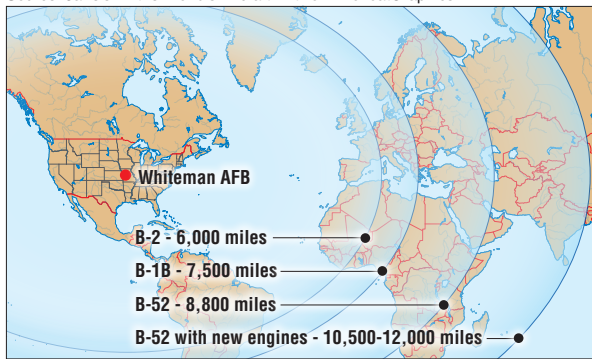 Whiteman AFB
B-2 - 6,000 miles
B-1B - 7,500 miles
B-52 - 8,800 miles
B-52 with new engines - 10,500-12,000 miles